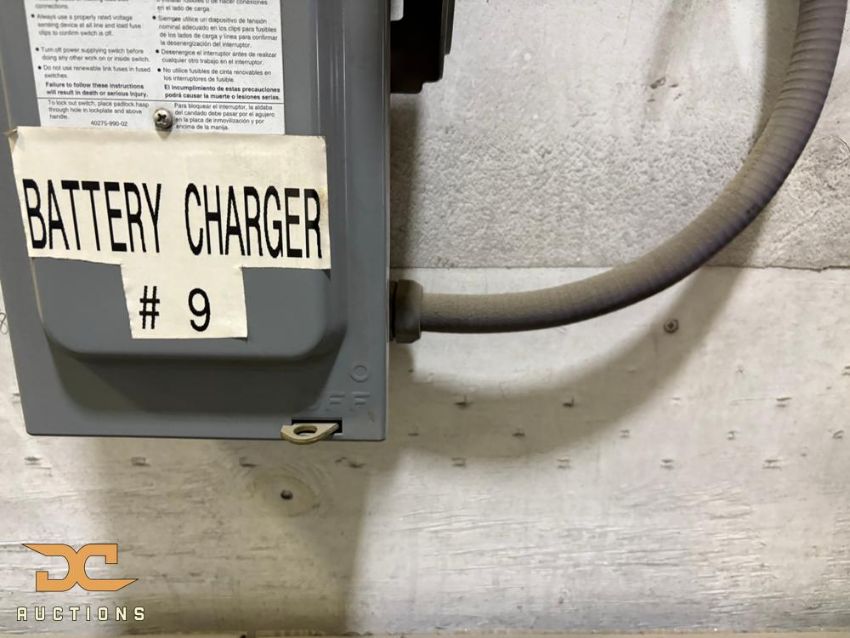 connections.
● Always use a properly rated voltage
sensing device at all line and load fuse
clips to confirm switch is off.
● Turn off power supplying switch before
doing any other work on or inside switch.
● Do not use renewable link fuses in fused
switches.
Failure to follow these instructions
will result in death or serious injury.
To lock out switch, place padlock hasp
through hole in lockplate and above
handle.
40275-990-02
en el lado de carga.
● Siempre utilice un dispositivo de tensión
nominal adecuado en los clips para fusibles
de los lados de carga y línea para confirmar
la desenergización del interruptor.
● Desenergice el interruptor antes de realizar
cualquier otro trabajo en el interruptor.
● No utilice fusibles de cinta renovables en
los interruptores de fusible.
El incumplimiento de estas precauciones
podrá causar la muerte o lesiones serias.
Para bloquear el interruptor, la aldaba
del candado debe pasar por el agujero
en la placa de inmovilización y por
encima de la manija.
BATTERY CHARGER
# 9
O
OFF
DC
AUCTIONS